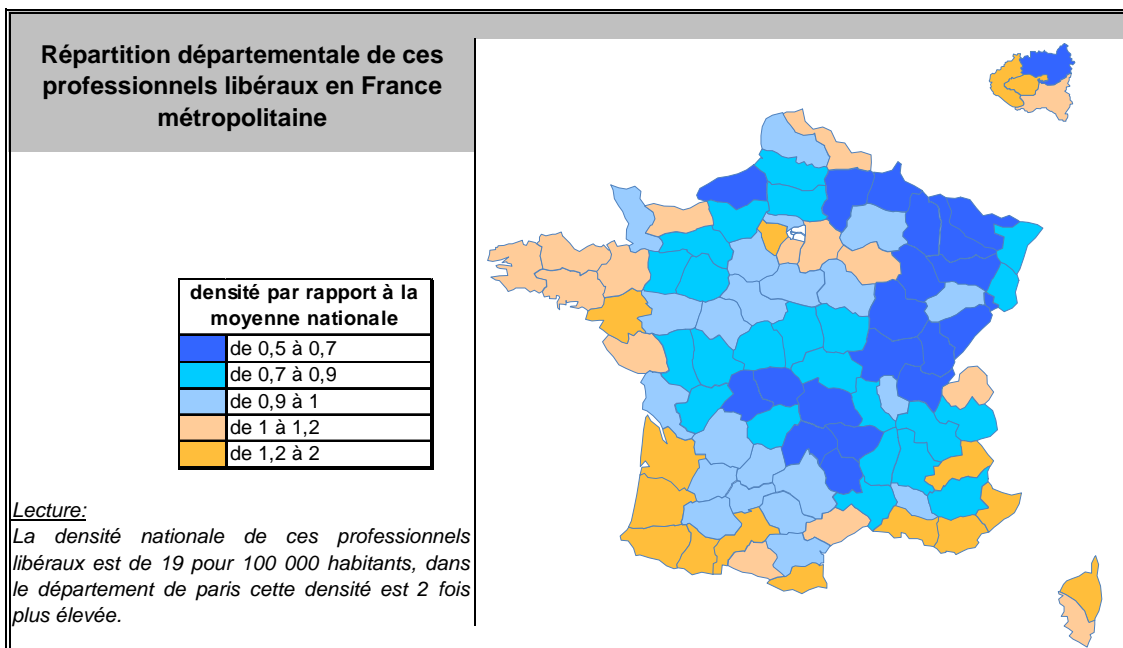 Répartition départementale de ces
professionnels libéraux en France
métropolitaine
densité par rapport à la
moyenne nationale
de 0,5 à 0,7
de 0,7 à 0,9
de 0,9 à 1
de 1 à 1,2
de 1,2 à 2
Lecture:
La densité nationale de ces professionnels
libéraux est de 19 pour 100 000 habitants, dans
le département de paris cette densité est 2 fois
plus élevée.